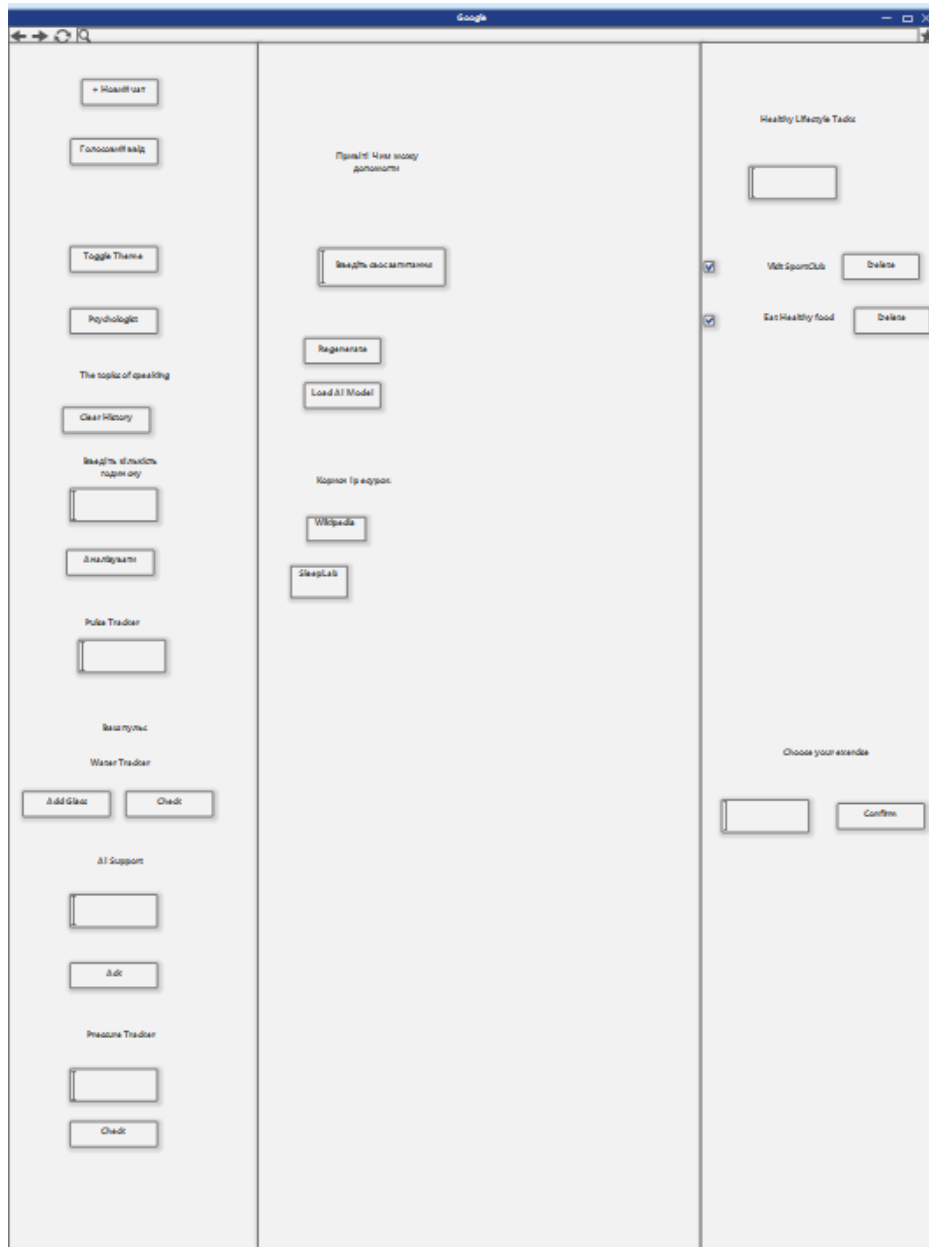 Google
+ Новий чат
Голосовий ввід
Toggle Theme
Psychologist
The topics of speaking
Clear History
Введіть кількість
годин сну
Аналізувати
Pulse Tracker
Ваш пульс
Water Tracker
Add Glass
Check
AI Support
Ask
Pressure Tracker
Check
Привіт! Чим можу
допомогти
Введіть своє запитання
Regenerate
Load AI Model
Корисні ресурси
Wikipedia
SleepLab
Healthy Lifestyle Tasks
Visit SportClub
Delete
Eat Healthy food
Delete
Choose your exercise
Confirm